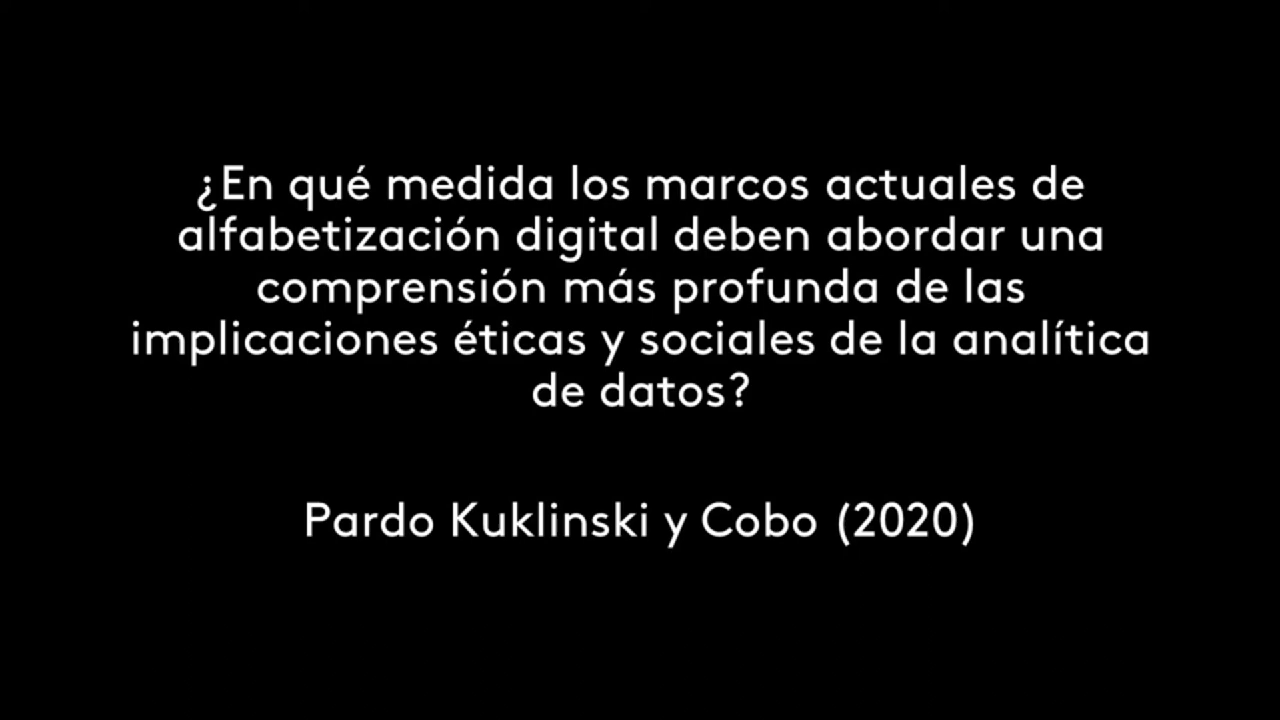 ¿En qué medida los marcos actuales de
alfabetización digital deben abordar una
comprensión más profunda de las
implicaciones éticas y sociales de la analítica
de datos?
Pardo Kuklinski y Cobo (2020)